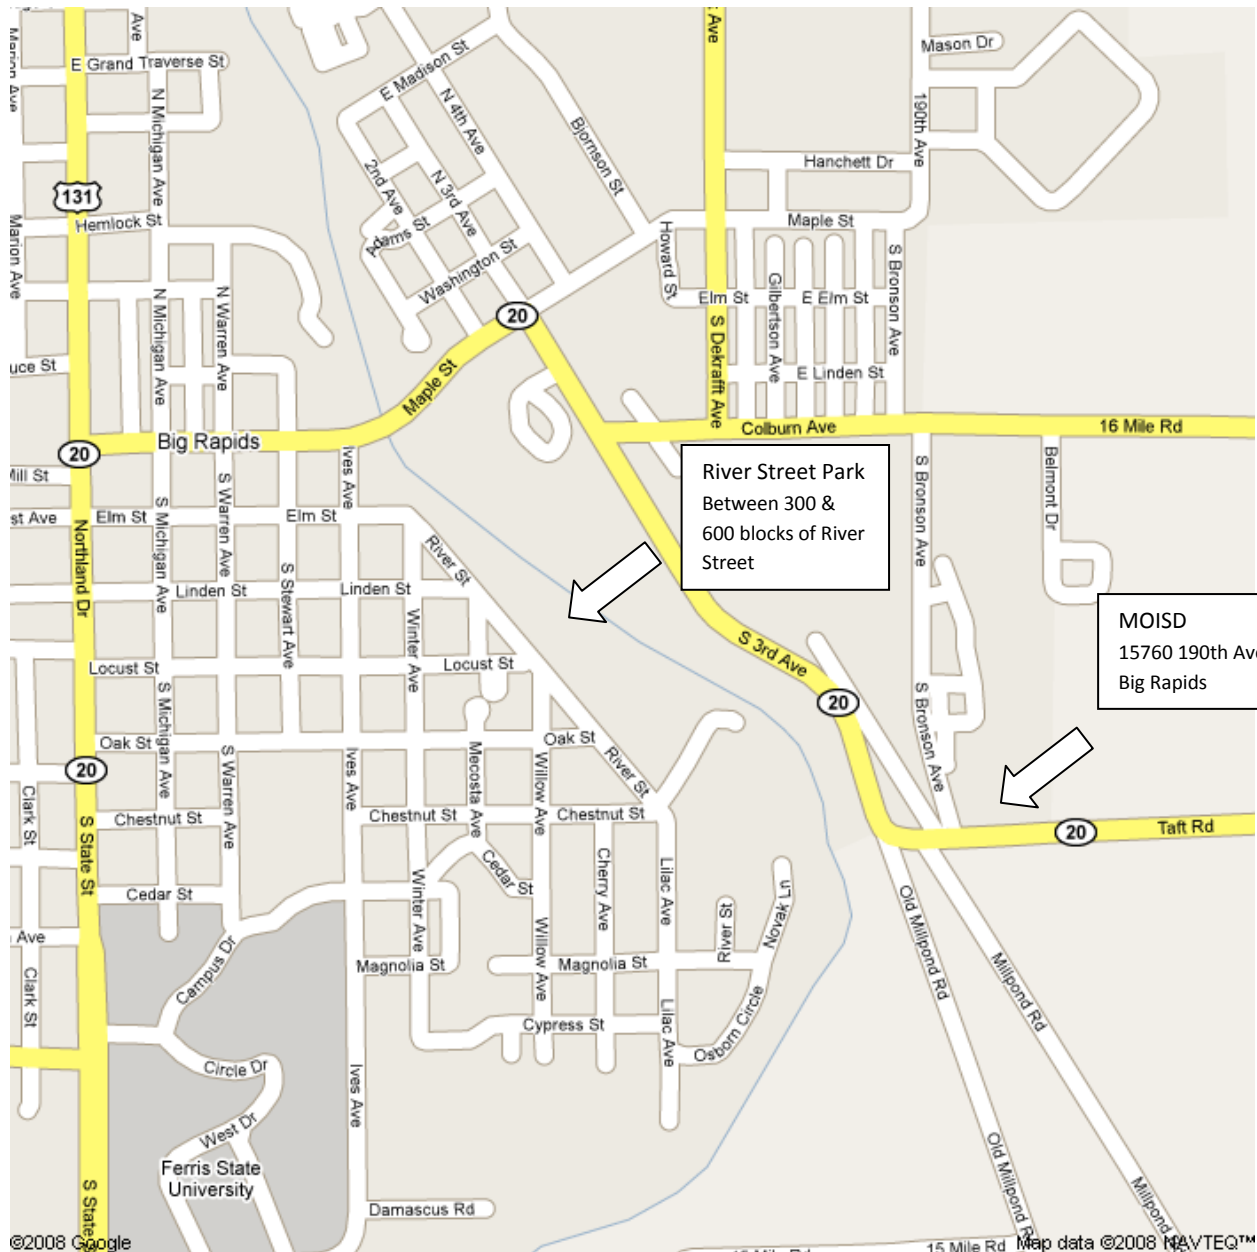 Mason Dr
E Grand Traverse St
E Madison St
N Michigan Ave
190th Ave
N 4th Ave
Bjornson St
Marion Ave
Hanchett Dr
131
2nd Ave
N 3rd Ave
Hemlock St
Maple St
Adams St
Howard St
Marion Ave
Washington St
S Bronson Ave
Gilbertson Ave
N Michigan Ave
N Warren Ave
Elm St
E Elm St
20
S Dekrafft Ave
E Linden St
Maple St
Colburn Ave
16 Mile Rd
Big Rapids
20
River Street Park
Between 300 &
600 blocks of River
Street
Ives Ave
S Warren Ave
S Bronson Ave
Belmont Dr
S Michigan Ave
Elm St
Elm St
Northland Dr
River St
Linden St
Linden St
S Stewart Ave
Winter Ave
MOISD
15760 190th Ave
Big Rapids
S 3rd Ave
Locust St
Locust St
S Bronson Ave
20
S Michigan Ave
Oak St
Oak St
River St
S Warren Ave
Ives Ave
Mecosta Ave
Willow Ave
20
Clark St
Chestnut St
Chestnut St
Chestnut St
S State St
20
Taft Rd
Cedar St
Cedar St
Winter Ave
Cherry Ave
Lilac Ave
River St
Novak Ln
Old Millpond Rd
Campus Dr
Magnolia St
Willow Ave
Magnolia St
Clark St
Millpond Rd
Cypress St
Lilac Ave
Osborn Circle
Circle Dr
Ives Ave
West Dr
Old Millpond Rd
Ferris State
University
S State
Damascus Rd
Millpond
©2008 Google
15 Mile Rd
Map data ©2008 NAVTEQ™